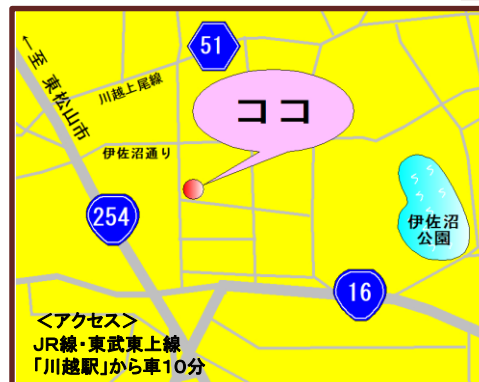 51
←至 東松山市
川越上尾線
ココ
伊佐沼通り
254
伊佐沼
公園
16
＜アクセス＞
JR線・東武東上線
「川越駅」から車10分